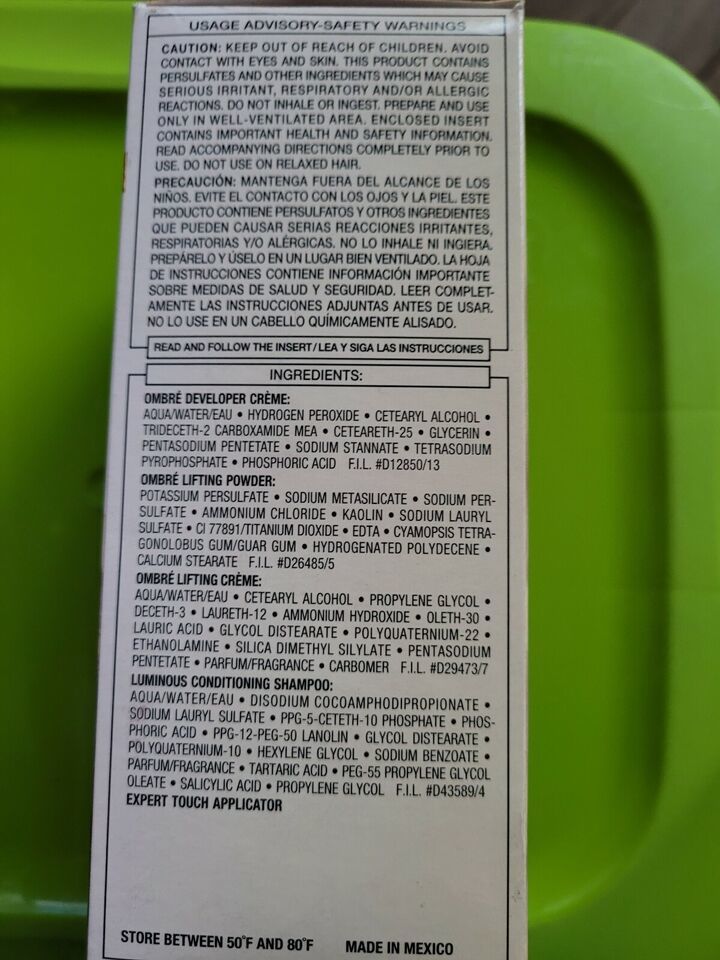 USAGE ADVISORY-SAFETY WARNINGS
CAUTION: KEEP OUT OF REACH OF CHILDREN. AVOID
CONTACT WITH EYES AND SKIN. THIS PRODUCT CONTAINS
PERSULFATES AND OTHER INGREDIENTS WHICH MAY CAUSE
SERIOUS IRRITANT, RESPIRATORY AND/OR ALLERGIC
REACTIONS. DO NOT INHALE OR INGEST. PREPARE AND USE
ONLY IN WELL-VENTILATED AREA. ENCLOSED INSERT
CONTAINS IMPORTANT HEALTH AND SAFETY INFORMATION.
READ ACCOMPANYING DIRECTIONS COMPLETELY PRIOR TO
USE. DO NOT USE ON RELAXED HAIR.
PRECAUCIÓN: MANTENGA FUERA DEL ALCANCE DE LOS
NIÑOS. EVITE EL CONTACTO CON LOS OJOS Y LA PIEL. ESTE
PRODUCTO CONTIENE PERSULFATOS Y OTROS INGREDIENTES
QUE PUEDEN CAUSAR SERIAS REACCIONES IRRITANTES,
RESPIRATORIAS Y/O ALÉRGICAS. NO LO INHALE NI INGIERA.
PREPÁRELO Y ÚSELO EN UN LUGAR BIEN VENTILADO. LA HOJA
DE INSTRUCCIONES CONTIENE INFORMACIÓN IMPORTANTE
SOBRE MEDIDAS DE SALUD Y SEGURIDAD. LEER COMPLET-
AMENTE LAS INSTRUCCIONES ADJUNTAS ANTES DE USAR.
NO LO USE EN UN CABELLO QUÍMICAMENTE ALISADO.
READ AND FOLLOW THE INSERT/LEA Y SIGA LAS INSTRUCCIONES
INGREDIENTS:
OMBRÉ DEVELOPER CRÈME:
AQUA/WATER/EAU • HYDROGEN PEROXIDE • CETEARYL ALCOHOL •
TRIDECETH-2 CARBOXAMIDE MEA • CETEARETH-25 • GLYCERIN •
PENTASODIUM PENTETATE • SODIUM STANNATE • TETRASODIUM
PYROPHOSPHATE • PHOSPHORIC ACID F.I.L. #D12850/13
OMBRÉ LIFTING POWDER:
POTASSIUM PERSULFATE • SODIUM METASILICATE • SODIUM PER-
SULFATE • AMMONIUM CHLORIDE • KAOLIN • SODIUM LAURYL
SULFATE • CI 77891/TITANIUM DIOXIDE • EDTA • CYAMOPSIS TETRA-
GONOLOBUS GUM/GUAR GUM • HYDROGENATED POLYDECENE •
CALCIUM STEARATE F.I.L. #D26485/5
OMBRÉ LIFTING CRÈME:
AQUA/WATER/EAU • CETEARYL ALCOHOL • PROPYLENE GLYCOL •
DECETH-3 • LAURETH-12 • AMMONIUM HYDROXIDE • OLETH-30 •
LAURIC ACID • GLYCOL DISTEARATE • POLYQUATERNIUM-22 •
ETHANOLAMINE • SILICA DIMETHYL SILYLATE • PENTASODIUM
PENTETATE • PARFUM/FRAGRANCE • CARBOMER F.I.L. #D29473/7
LUMINOUS CONDITIONING SHAMPOO:
AQUA/WATER/EAU • DISODIUM COCOAMPHODIPROPIONATE •
SODIUM LAURYL SULFATE • PPG-5-CETETH-10 PHOSPHATE • PHOS-
PHORIC ACID • PPG-12-PEG-50 LANOLIN • GLYCOL DISTEARATE •
POLYQUATERNIUM-10 • HEXYLENE GLYCOL • SODIUM BENZOATE •
PARFUM/FRAGRANCE • TARTARIC ACID • PEG-55 PROPYLENE GLYCOL
OLEATE • SALICYLIC ACID • PROPYLENE GLYCOL F.I.L. #D43589/4
EXPERT TOUCH APPLICATOR
STORE BETWEEN 50°F AND 80°F MADE IN MEXICO